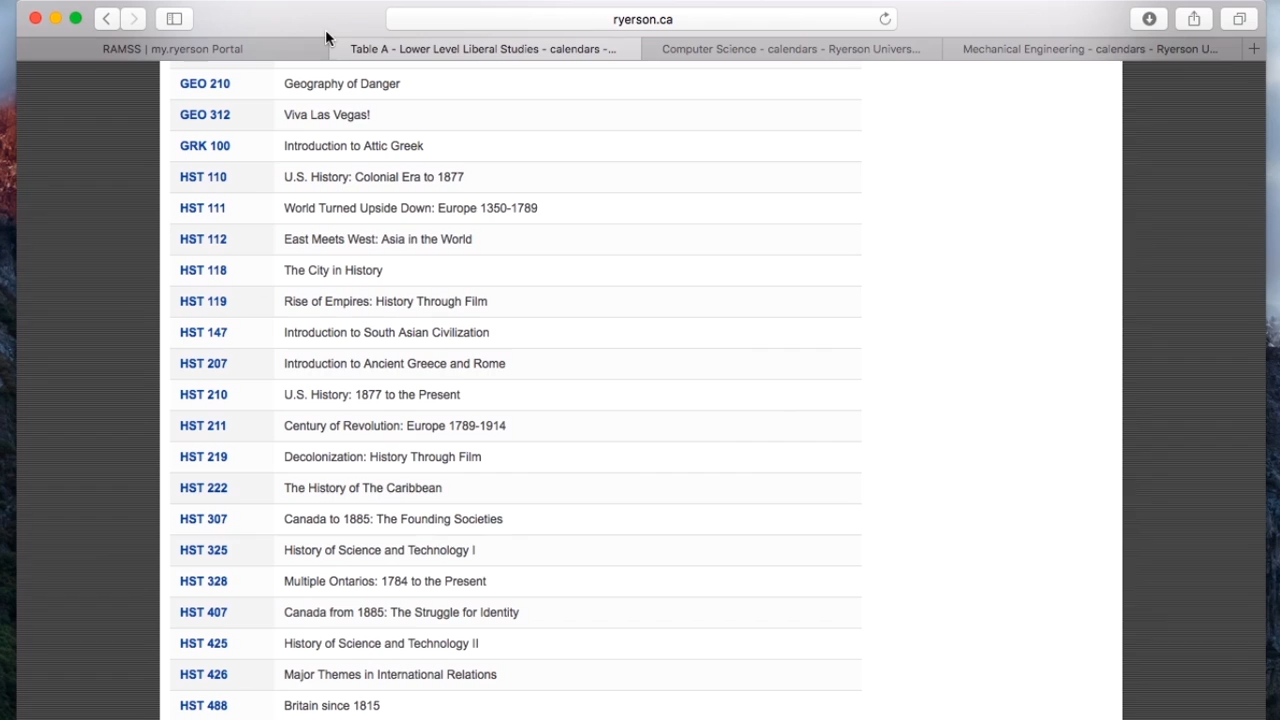 ryerson.ca
RAMSS | my.ryerson Portal
Table A - Lower Level Liberal Studies - calendars -...
Computer Science - calendars - Ryerson Univers...
Mechanical Engineering - calendars - Ryerson U...
GEO 210 Geography of Danger
GEO 312 Viva Las Vegas!
GRK 100 Introduction to Attic Greek
HST 110 U.S. History: Colonial Era to 1877
HST 111 World Turned Upside Down: Europe 1350-1789
HST 112 East Meets West: Asia in the World
HST 118 The City in History
HST 119 Rise of Empires: History Through Film
HST 147 Introduction to South Asian Civilization
HST 207 Introduction to Ancient Greece and Rome
HST 210 U.S. History: 1877 to the Present
HST 211 Century of Revolution: Europe 1789-1914
HST 219 Decolonization: History Through Film
HST 222 The History of The Caribbean
HST 307 Canada to 1885: The Founding Societies
HST 325 History of Science and Technology I
HST 328 Multiple Ontarios: 1784 to the Present
HST 407 Canada from 1885: The Struggle for Identity
HST 425 History of Science and Technology II
HST 426 Major Themes in International Relations
HST 488 Britain since 1815